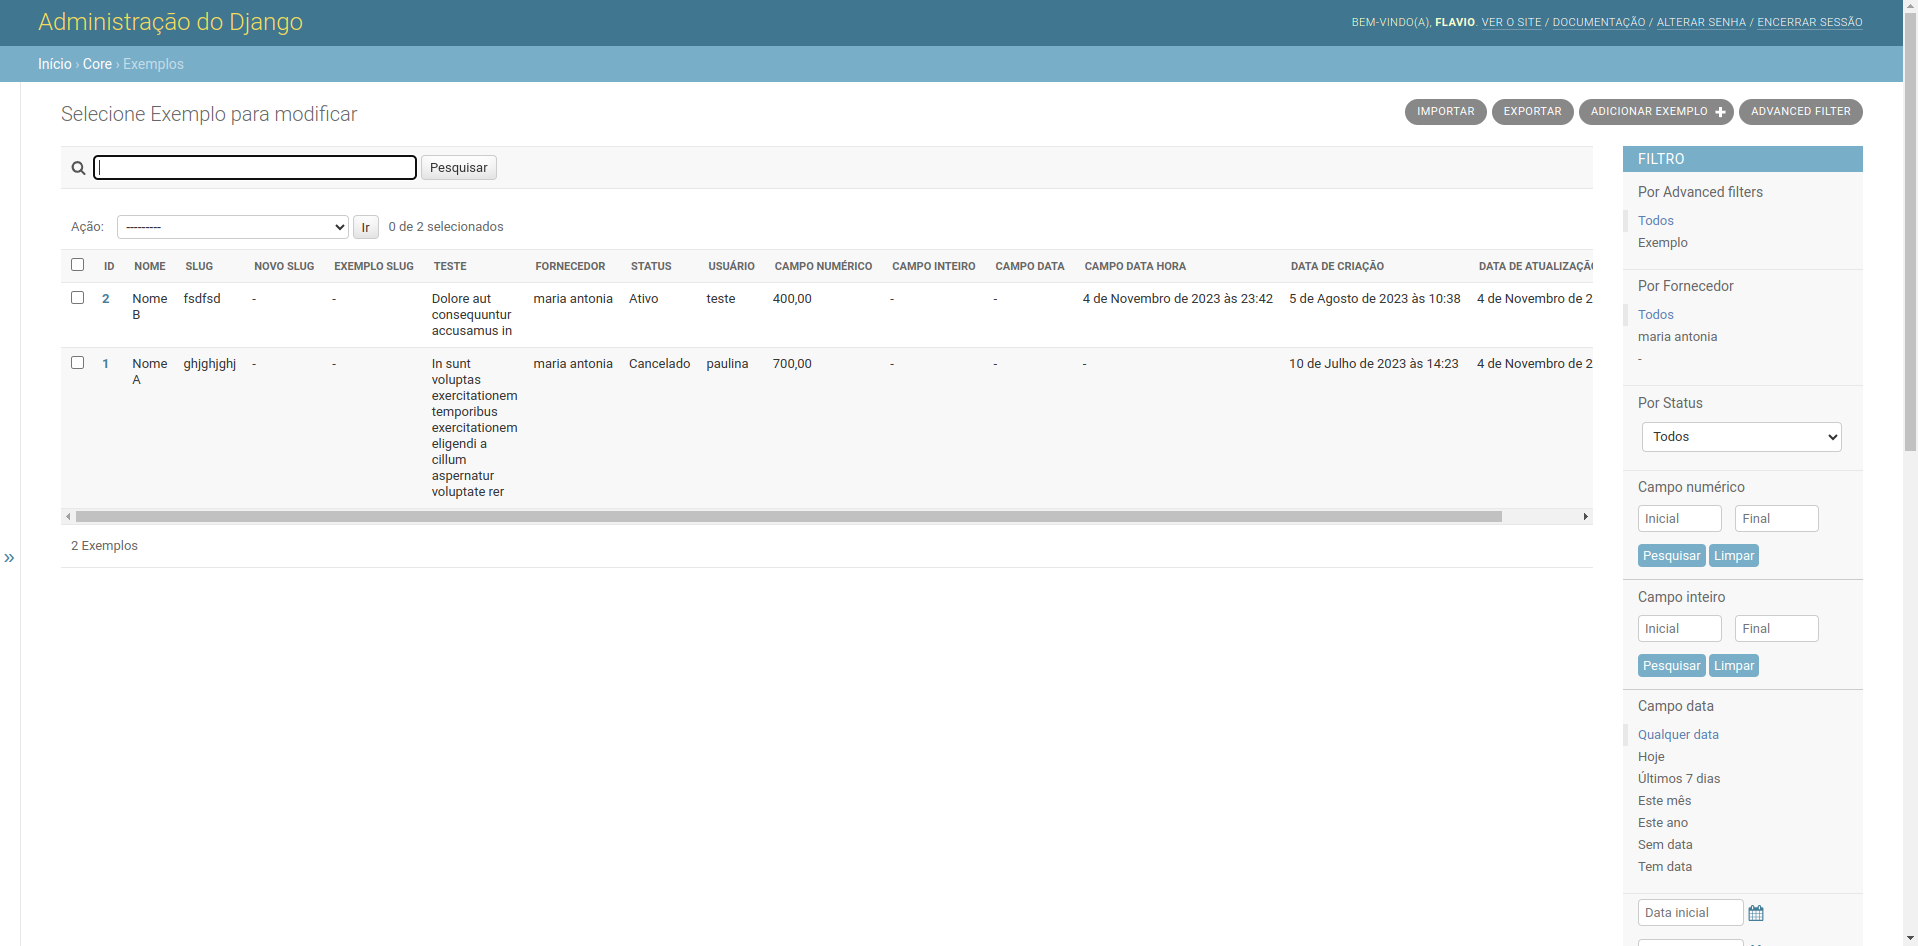 Administração do Django
BEM-VINDO(A), FLAVIO. VER O SITE / DOCUMENTAÇÃO / ALTERAR SENHA / ENCERRAR SESSÃO
Início › Core › Exemplos
Selecione Exemplo para modificar
IMPORTAR
EXPORTAR
ADICIONAR EXEMPLO
ADVANCED FILTER
Pesquisar
Ação: --------- Ir 0 de 2 selecionados
ID NOME SLUG NOVO SLUG EXEMPLO SLUG TESTE FORNECEDOR STATUS USUÁRIO CAMPO NUMÉRICO CAMPO INTEIRO CAMPO DATA CAMPO DATA HORA DATA DE CRIAÇÃO DATA DE ATUALIZAÇÃ
2 Nome fsdfsd - - Dolore aut maria antonia Ativo teste 400,00 - - 4 de Novembro de 2023 às 23:42 5 de Agosto de 2023 às 10:38 4 de Novembro de 2
B consequuntur
accusamus in
1 Nome ghjghjghj - - In sunt maria antonia Cancelado paulina 700,00 - - - 10 de Julho de 2023 às 14:23 4 de Novembro de 2
A voluptas
exercitationem
temporibus
exercitationem
eligendi a
cillum
aspernatur
voluptate rer
2 Exemplos
»
FILTRO
Por Advanced filters
Todos
Exemplo
Por Fornecedor
Todos
maria antonia
-
Por Status
Todos
Campo numérico
Inicial Final
Pesquisar Limpar
Campo inteiro
Inicial Final
Pesquisar Limpar
Campo data
Qualquer data
Hoje
Últimos 7 dias
Este mês
Este ano
Sem data
Tem data
Data inicial